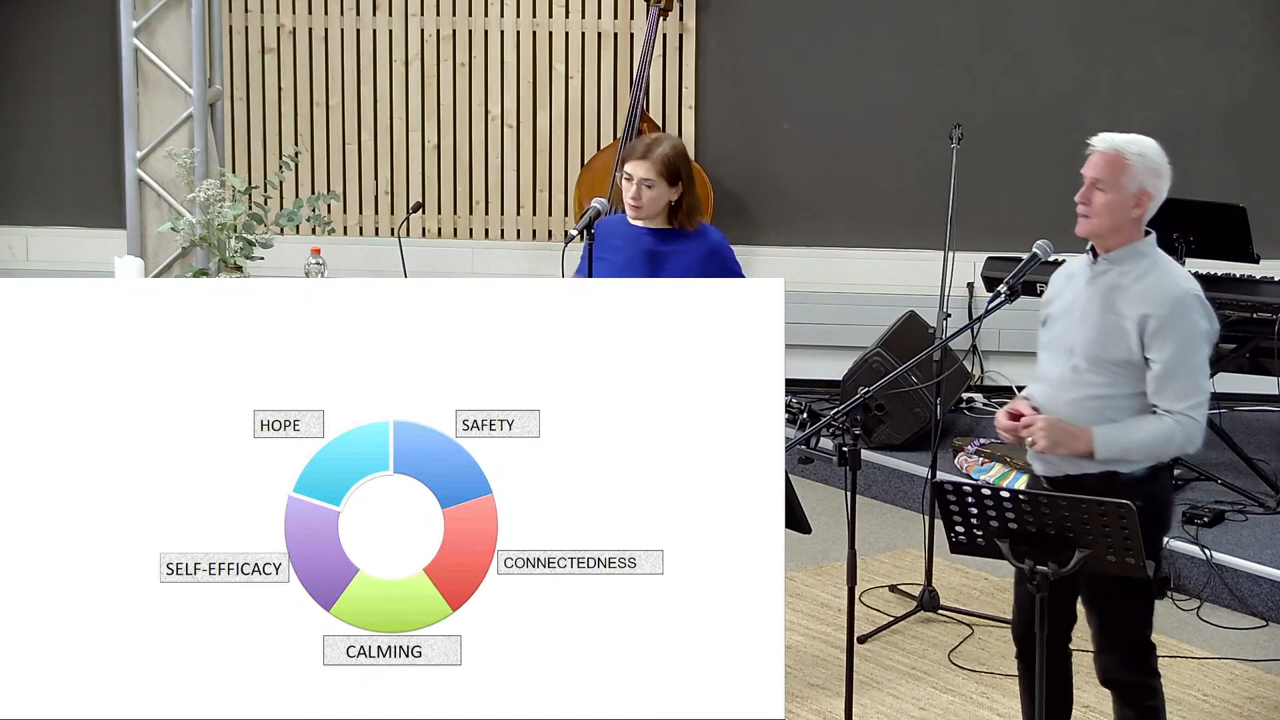 HOPE
SAFETY
SELF-EFFICACY
CONNECTEDNESS
CALMING
R